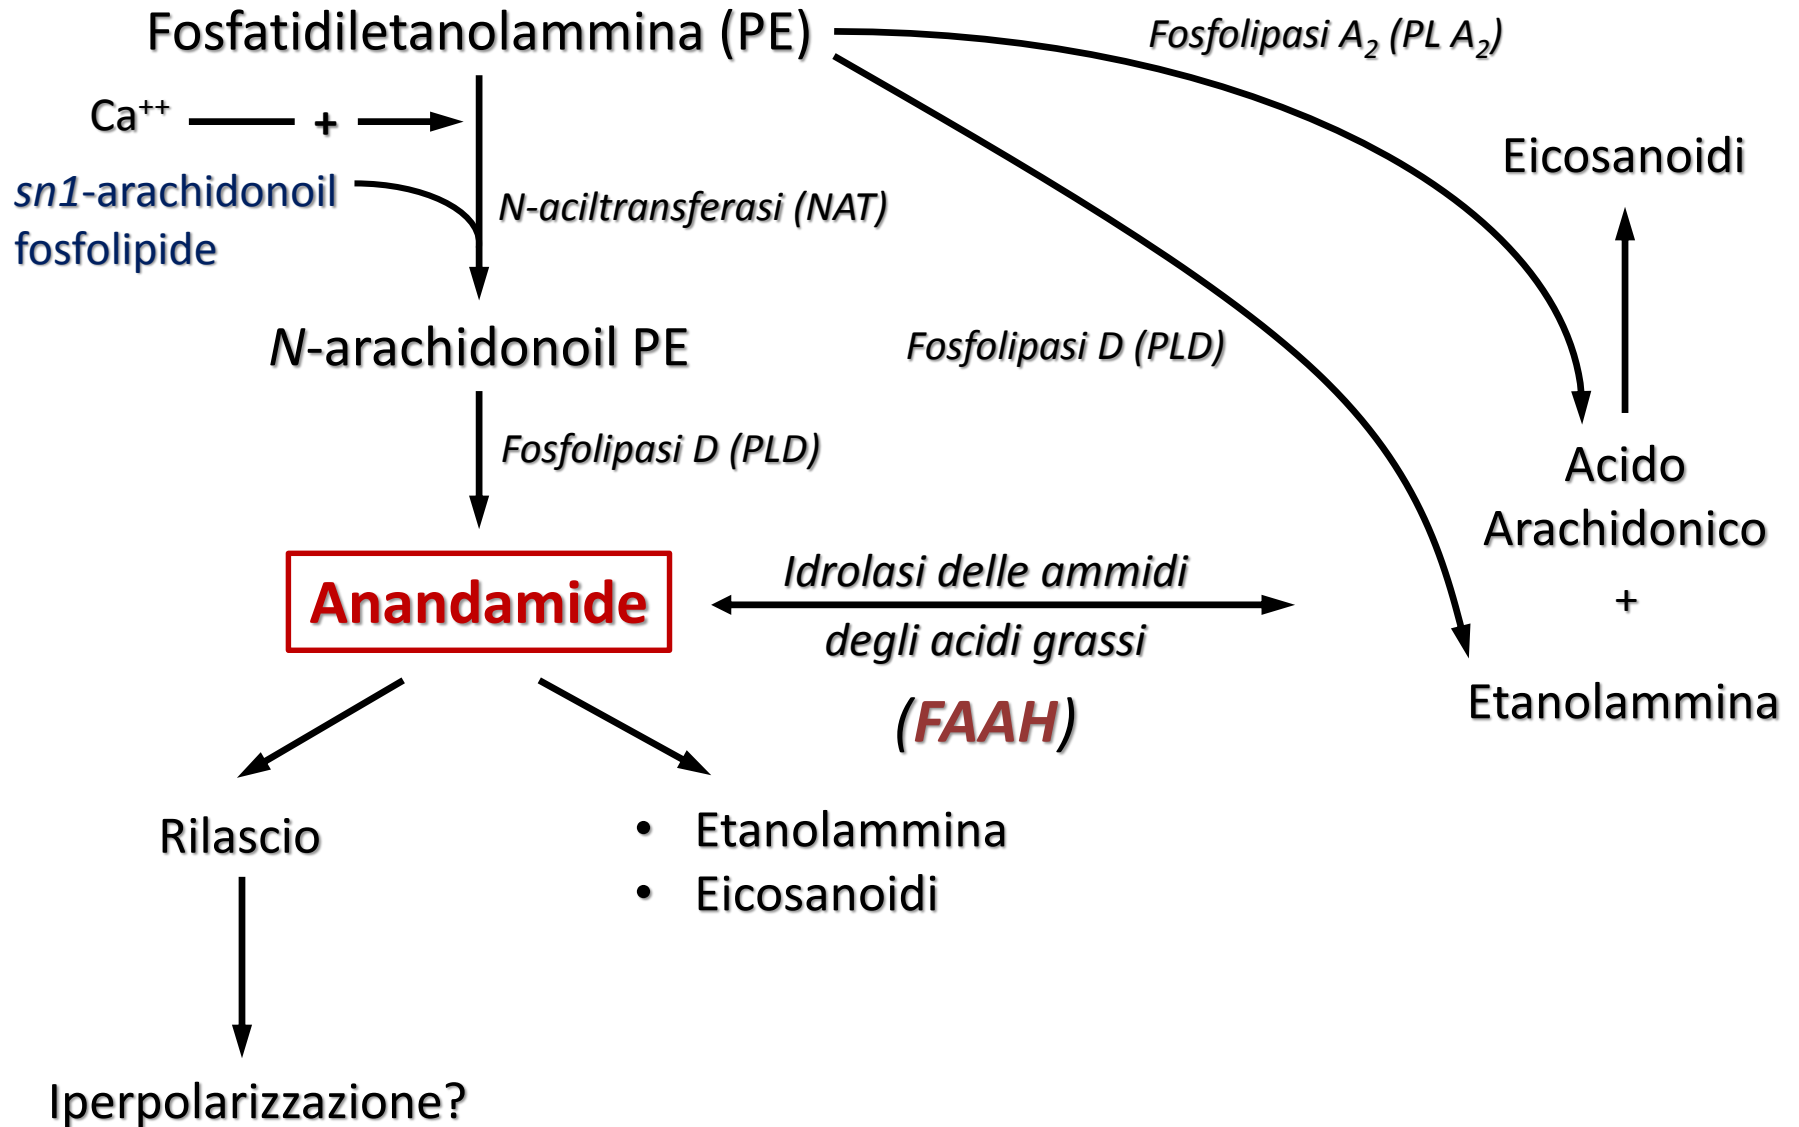 Fosfatidiletanolammina (PE)
Fosfolipasi A2 (PL A2)
Ca++
+
Eicosanoidi
sn1-arachidonoil
fosfolipide
N-aciltransferasi (NAT)
N-arachidonoil PE
Fosfolipasi D (PLD)
Fosfolipasi D (PLD)
Acido
Arachidonico
+
Etanolammina
Anandamide
Idrolasi delle ammidi
degli acidi grassi
(FAAH)
Rilascio
• Etanolammina
• Eicosanoidi
Iperpolarizzazione?